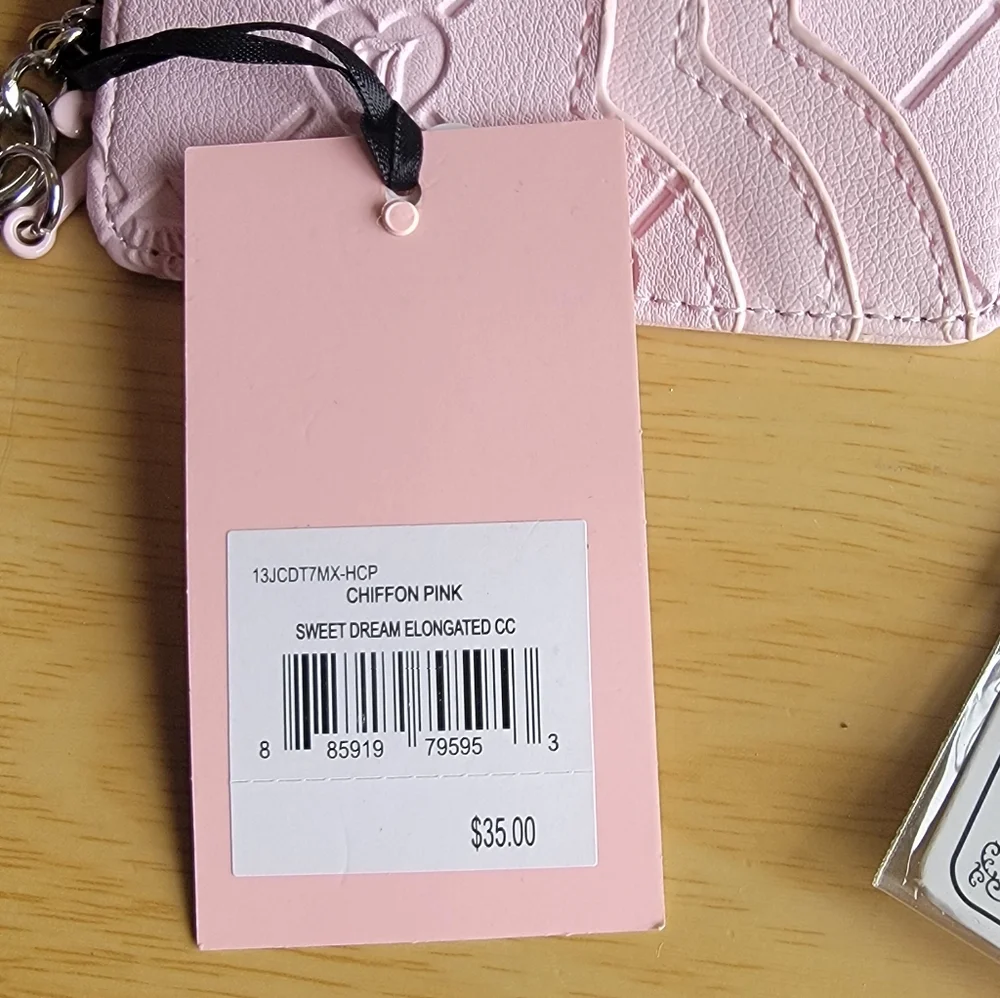 13JCDT7MX-HCP
CHIFFON PINK
SWEET DREAM ELONGATED CC
8 85919 79595 3
$35.00